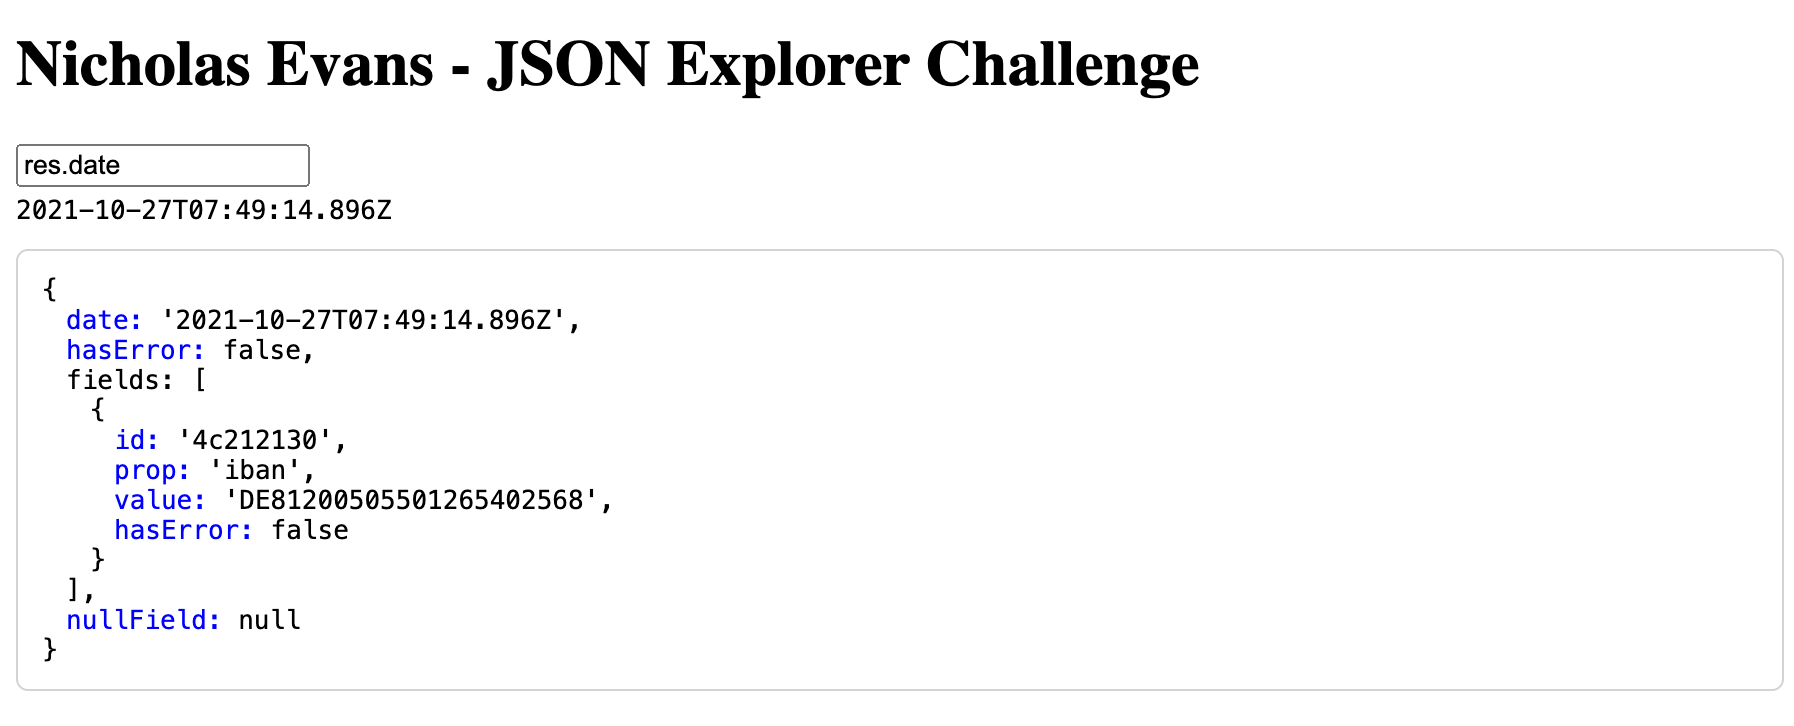 Nicholas Evans - JSON Explorer Challenge
res.date
2021-10-27T07:49:14.896Z
{
  date: '2021-10-27T07:49:14.896Z',
  hasError: false,
  fields: [
    {
      id: '4c212130',
      prop: 'iban',
      value: 'DE81200505501265402568',
      hasError: false
    }
  ],
  nullField: null
}